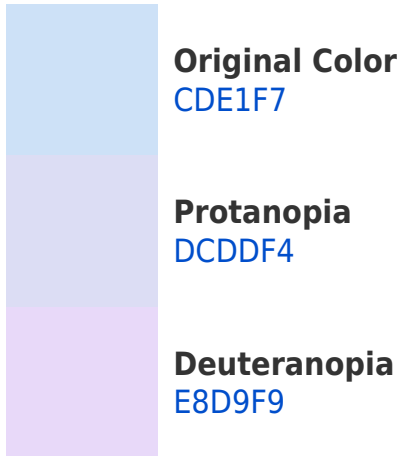 Original Color
CDE1F7
Protanopia
DCDDF4
Deuteranopia
E8D9F9